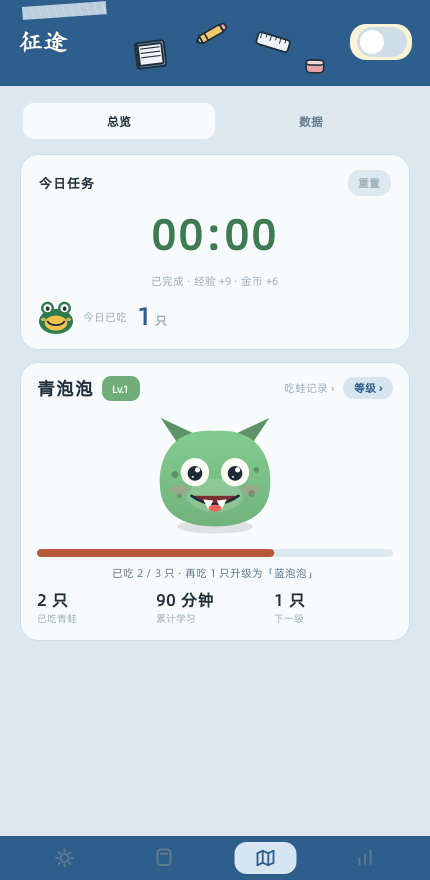 征途
总览
数据
今日任务
重置
00:00
已完成 · 经验 +9 · 金币 +6
今日已吃 1 只
青泡泡 Lv.1 吃蛙记录 › 等级 ›
已吃 2 / 3 只 · 再吃 1 只升级为「蓝泡泡」
2 只 90 分钟 1 只
已吃青蛙 累计学习 下一级